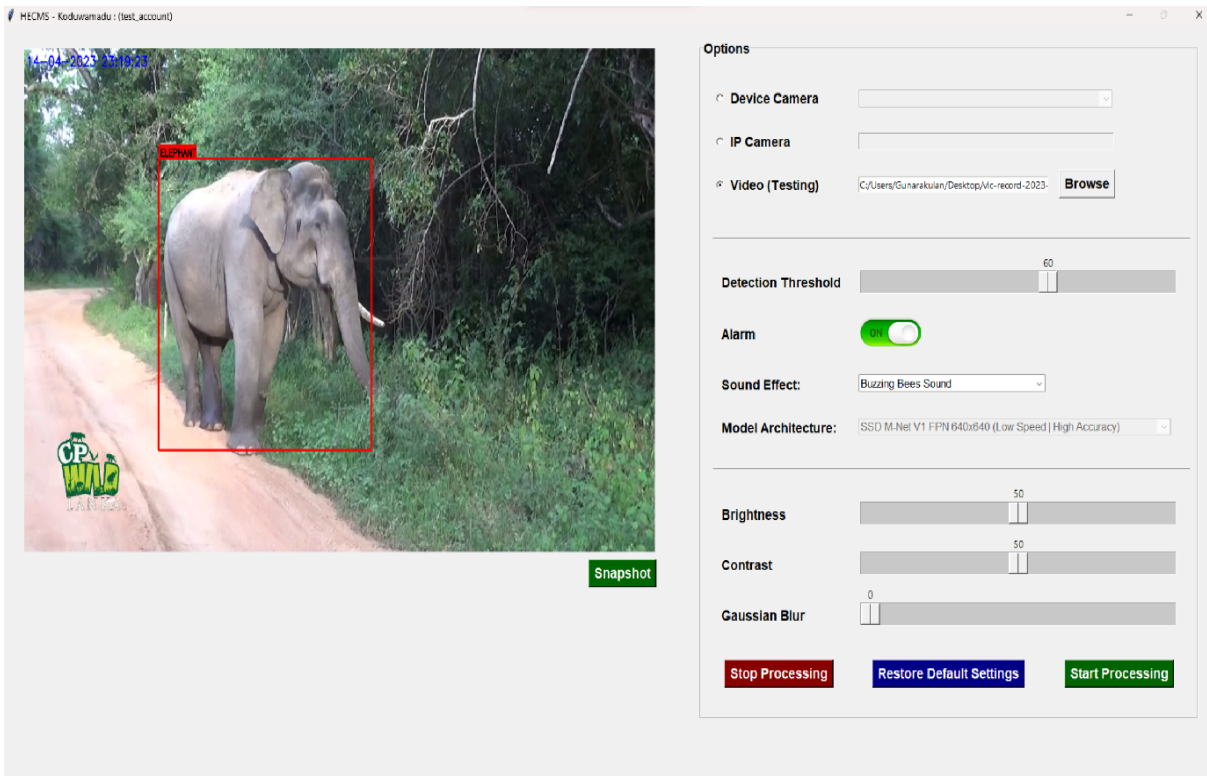 HECMS - Koduwamadu : (test_account)
14-04-2023 23:19:23
ELEPHANT
CP
WILD
LANKA
Snapshot
Options
Device Camera
IP Camera
Video (Testing)
C:/Users/Gunarakulan/Desktop/vlc-record-2023-
Browse
Detection Threshold
60
Alarm
ON
Sound Effect:
Buzzing Bees Sound
Model Architecture:
SSD M-Net V1 FPN 640x640 (Low Speed | High Accuracy)
Brightness
50
Contrast
50
Gaussian Blur
0
Stop Processing
Restore Default Settings
Start Processing